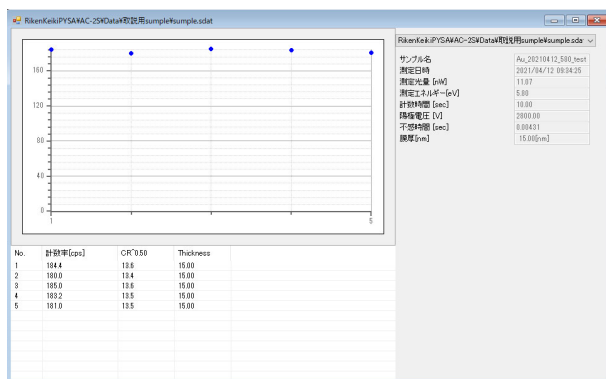 RikenKeikiPYSA¥AC-2S¥Data¥取説用sumple¥sumple.sdat
RikenKeikiPYSA¥AC-2S¥Data¥取説用sumple¥sumple.sda
160
120
80
40
0
1
5
サンプル名 Au_20210412_580_test
測定日時 2021/04/12 09:34:25
測定光量 [nW] 11.07
測定エネルギー[eV] 5.80
計数時間 [sec] 10.00
陽極電圧 [V] 2800.00
不感時間 [sec] 0.00431
膜厚[nm] 15.00[nm]
No. 計数率[cps] CR^0.50 Thickness
1 184.4 13.6 15.00
2 180.0 13.4 15.00
3 185.0 13.6 15.00
4 183.2 13.5 15.00
5 181.0 13.5 15.00